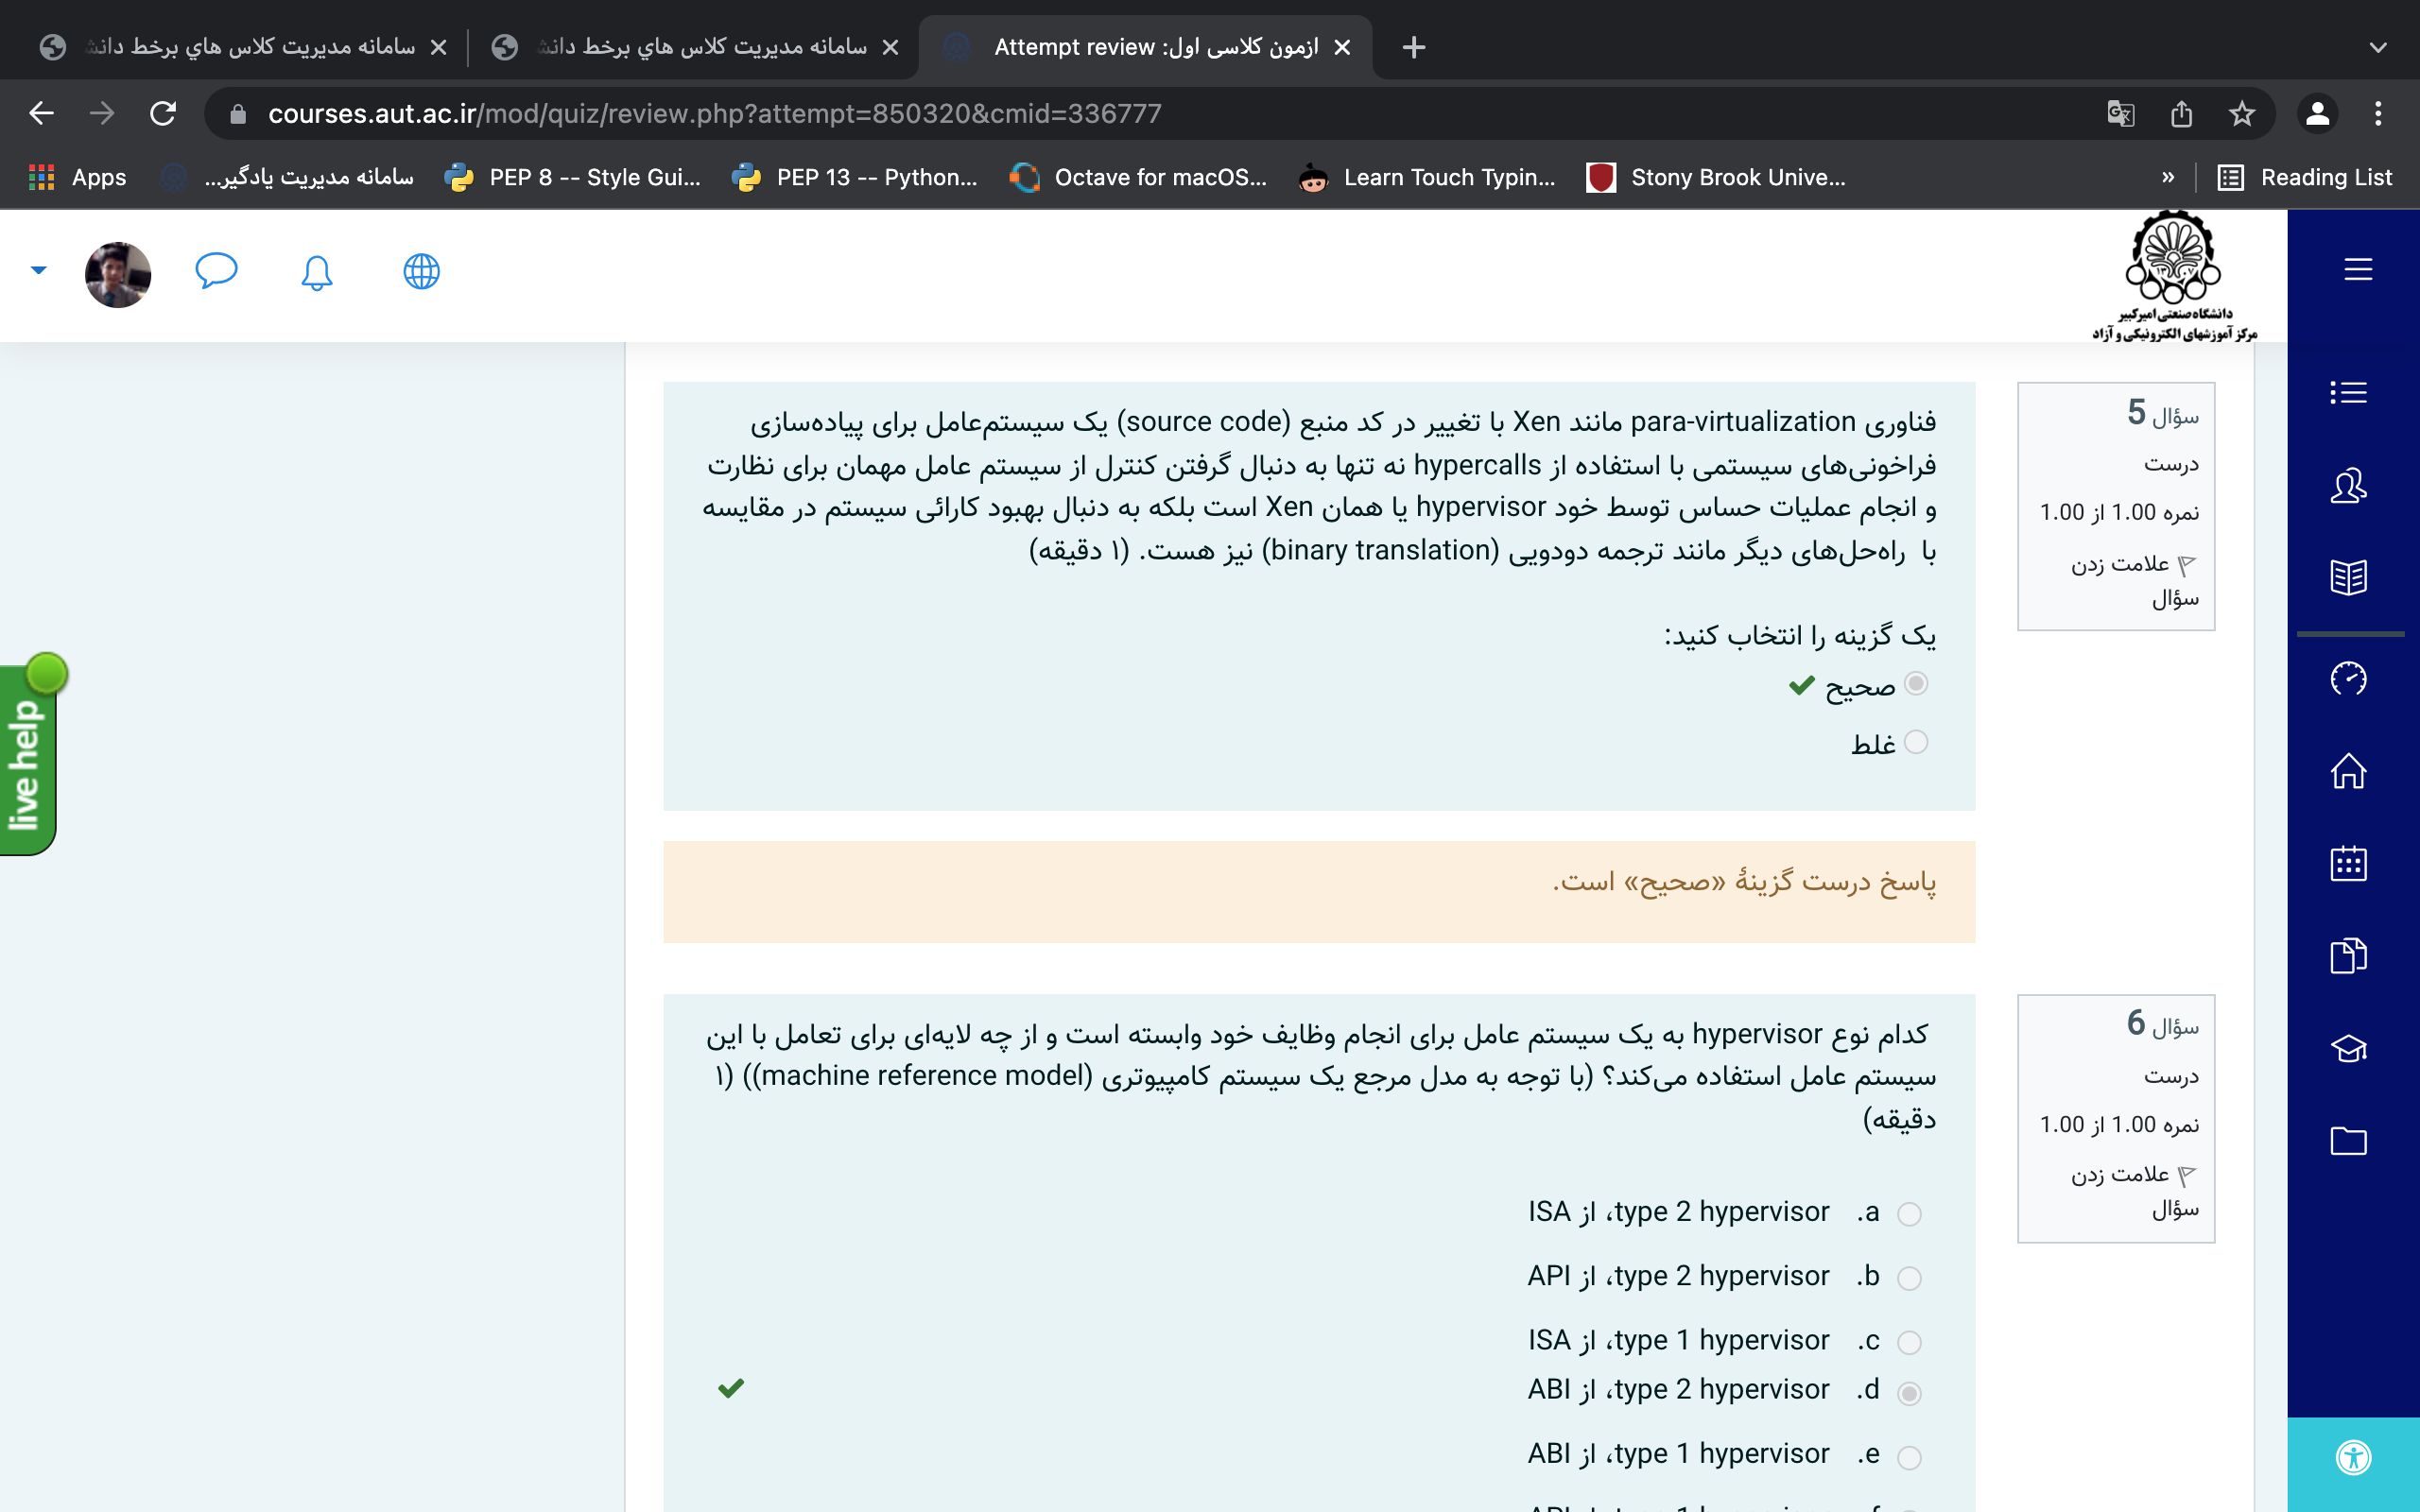 سامانه مدیریت کلاس هاي برخط دانش
سامانه مدیریت کلاس هاي برخط دانش
Attempt review :ازمون کلاسی اول
courses.aut.ac.ir/mod/quiz/review.php?attempt=850320&cmid=336777
Apps
سامانه مدیریت یادگیر...
PEP 8 -- Style Gui...
PEP 13 -- Python...
Octave for macOS...
Learn Touch Typin...
Stony Brook Unive...
»
Reading List
دانشگاه صنعتی امیرکبیر
مرکز آموزشهای الکترونیکی و آزاد
سؤال 5
درست
نمره 1.00 از 1.00
علامت زدن
سؤال
فناوری para-virtualization مانند Xen با تغییر در کد منبع (source code) یک سیستم‌عامل برای پیاده‌سازی
فراخونی‌های سیستمی با استفاده از hypercalls نه تنها به دنبال گرفتن کنترل از سیستم عامل مهمان برای نظارت
و انجام عملیات حساس توسط خود hypervisor یا همان Xen است بلکه به دنبال بهبود کارائی سیستم در مقایسه
با راه‌حل‌های دیگر مانند ترجمه دودویی (binary translation) نیز هست. (۱ دقیقه)
یک گزینه را انتخاب کنید:
صحیح
غلط
پاسخ درست گزینهٔ «صحیح» است.
سؤال 6
درست
نمره 1.00 از 1.00
علامت زدن
سؤال
کدام نوع hypervisor به یک سیستم عامل برای انجام وظایف خود وابسته است و از چه لایه‌ای برای تعامل با این
سیستم عامل استفاده می‌کند؟ (با توجه به مدل مرجع یک سیستم کامپیوتری (machine reference model)) (۱
دقیقه)
a. type 2 hypervisor، از ISA
b. type 2 hypervisor، از API
c. type 1 hypervisor، از ISA
d. type 2 hypervisor، از ABI
e. type 1 hypervisor، از ABI
live help